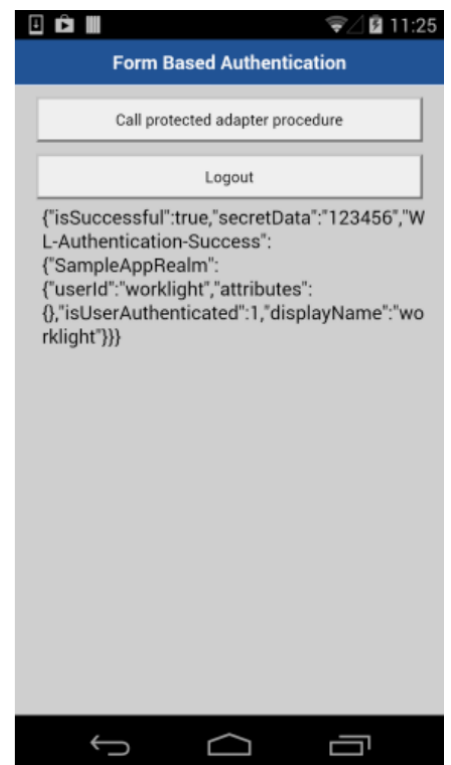 11:25
Form Based Authentication
Call protected adapter procedure
Logout
{"isSuccessful":true,"secretData":"123456","W
L-Authentication-Success":
{"SampleAppRealm":
{"userId":"worklight","attributes":
{},"isUserAuthenticated":1,"displayName":"wo
rklight"}}}